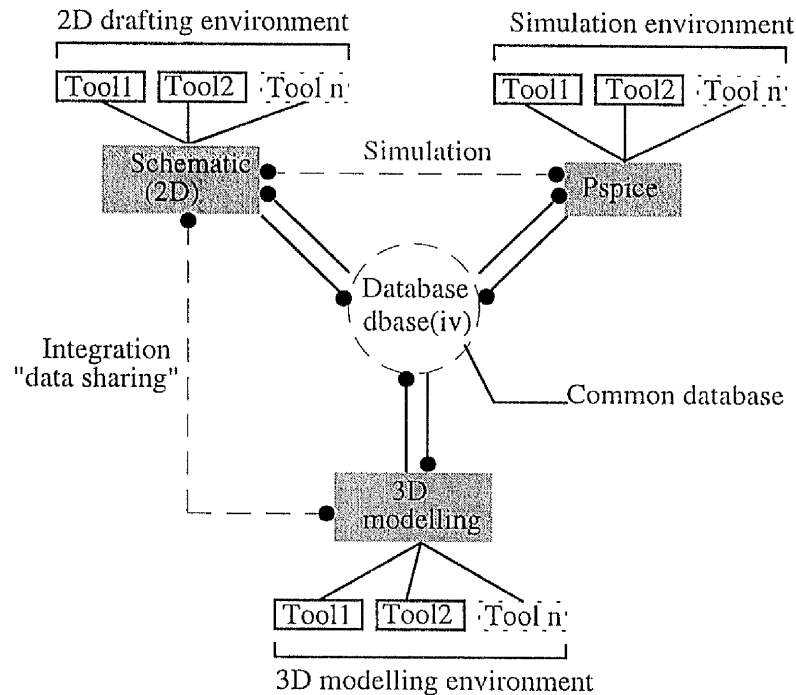 2D drafting environment
Simulation environment
Tool1
Tool2
Tool n
Tool1
Tool2
Tool n
Schematic
(2D)
Simulation
Pspice
Database
dbase(iv)
Integration
"data sharing"
Common database
3D
modelling
Tool1
Tool2
Tool n
3D modelling environment